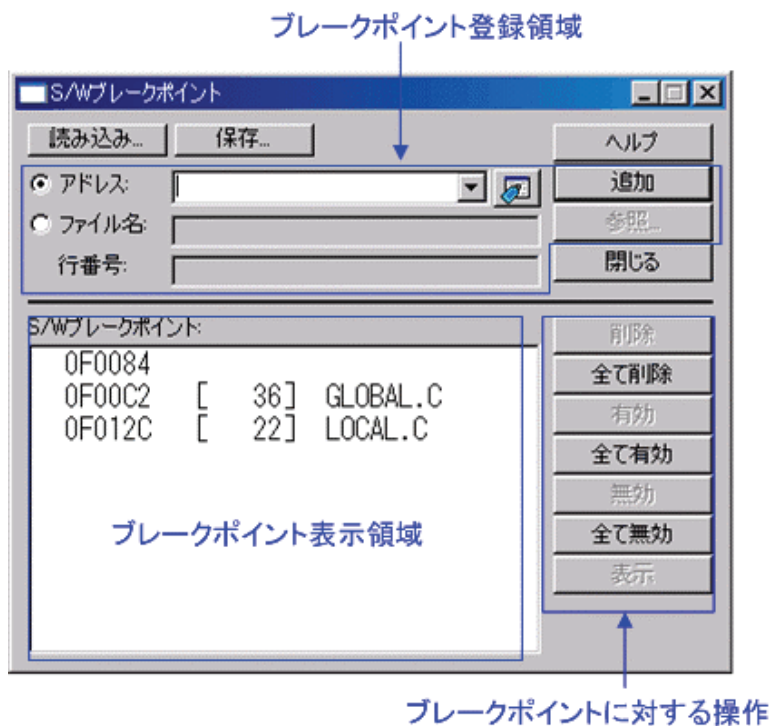 ブレークポイント登録領域
S/Wブレークポイント
読み込み... 保存... ヘルプ
アドレス: 追加
ファイル名: 参照...
行番号: 閉じる
S/Wブレークポイント: 削除
0F0084
全て削除
0F00C2 [ 36] GLOBAL.C
有効
0F012C [ 22] LOCAL.C
全て有効
無効
ブレークポイント表示領域 全て無効
表示
ブレークポイントに対する操作